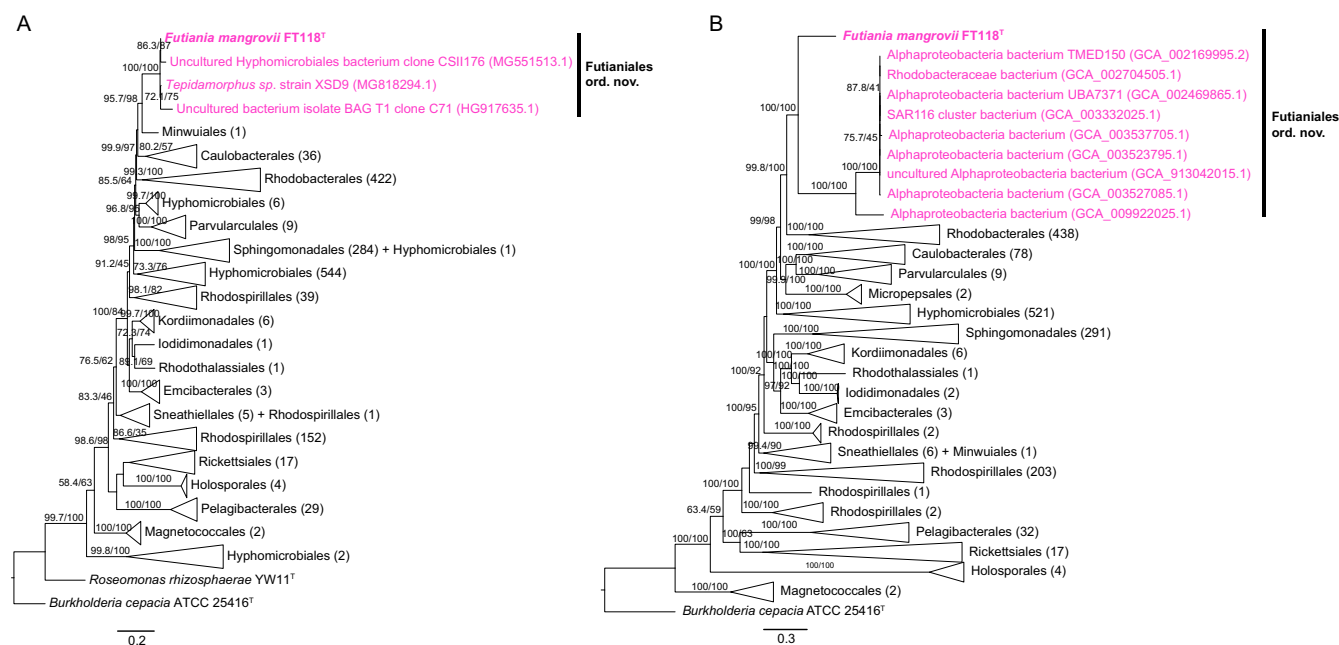 A
86.3/87
Futiania mangrovii FT118ᵀ
Uncultured Hyphomicrobiales bacterium clone CSII176 (MG551513.1)
100/100
Tepidamorphus sp. strain XSD9 (MG818294.1)
72.1/75
95.7/98
Uncultured bacterium isolate BAG T1 clone C71 (HG917635.1)
Futianiales
ord. nov.
Minwuiales (1)
99.9/97
80.2/57
Caulobacterales (36)
99.3/100
85.5/64
Rhodobacterales (422)
99.7/100
Hyphomicrobiales (6)
96.8/95
100/100
Parvularculales (9)
98/95
100/100
Sphingomonadales (284) + Hyphomicrobiales (1)
91.2/45
73.3/76
Hyphomicrobiales (544)
98.1/82
Rhodospirillales (39)
100/84
99.7/100
Kordiimonadales (6)
72.3/74
Iodidimonadales (1)
76.5/62
89.1/69
Rhodothalassiales (1)
100/100
Emcibacterales (3)
83.3/46
Sneathiellales (5) + Rhodospirillales (1)
86.6/35
98.6/98
Rhodospirillales (152)
Rickettsiales (17)
58.4/63
100/100
Holosporales (4)
100/100
Pelagibacterales (29)
99.7/100
100/100
Magnetococcales (2)
99.8/100
Hyphomicrobiales (2)
Roseomonas rhizosphaerae YW11ᵀ
Burkholderia cepacia ATCC 25416ᵀ
0.2
B
Futiania mangrovii FT118ᵀ
Alphaproteobacteria bacterium TMED150 (GCA_002169995.2)
Rhodobacteraceae bacterium (GCA_002704505.1)
87.8/41
Alphaproteobacteria bacterium UBA7371 (GCA_002469865.1)
100/100
SAR116 cluster bacterium (GCA_003332025.1)
75.7/45
Alphaproteobacteria bacterium (GCA_003537705.1)
Alphaproteobacteria bacterium (GCA_003523795.1)
99.8/100
100/100
uncultured Alphaproteobacteria bacterium (GCA_913042015.1)
100/100
Alphaproteobacteria bacterium (GCA_003527085.1)
Alphaproteobacteria bacterium (GCA_009922025.1)
Futianiales
ord. nov.
99/98
100/100
Rhodobacterales (438)
100/100
Caulobacterales (78)
100/100
100/100
Parvularculales (9)
99.9/100
100/100
Micropepsales (2)
100/100
Hyphomicrobiales (521)
100/100
Sphingomonadales (291)
100/100
Kordiimonadales (6)
100/100
100/100
100/92
Rhodothalassiales (1)
100/100
97/92
100/100
Iodidimonadales (2)
100/95
100/100
Emcibacterales (3)
100/100
Rhodospirillales (2)
99.4/90
Sneathiellales (6) + Minwuiales (1)
100/99
Rhodospirillales (203)
Rhodospirillales (1)
63.4/59
100/100
Rhodospirillales (2)
100/100
Pelagibacterales (32)
100/63
100/100
100/100
Rickettsiales (17)
100/100
Holosporales (4)
100/100
100/100
Magnetococcales (2)
Burkholderia cepacia ATCC 25416ᵀ
0.3